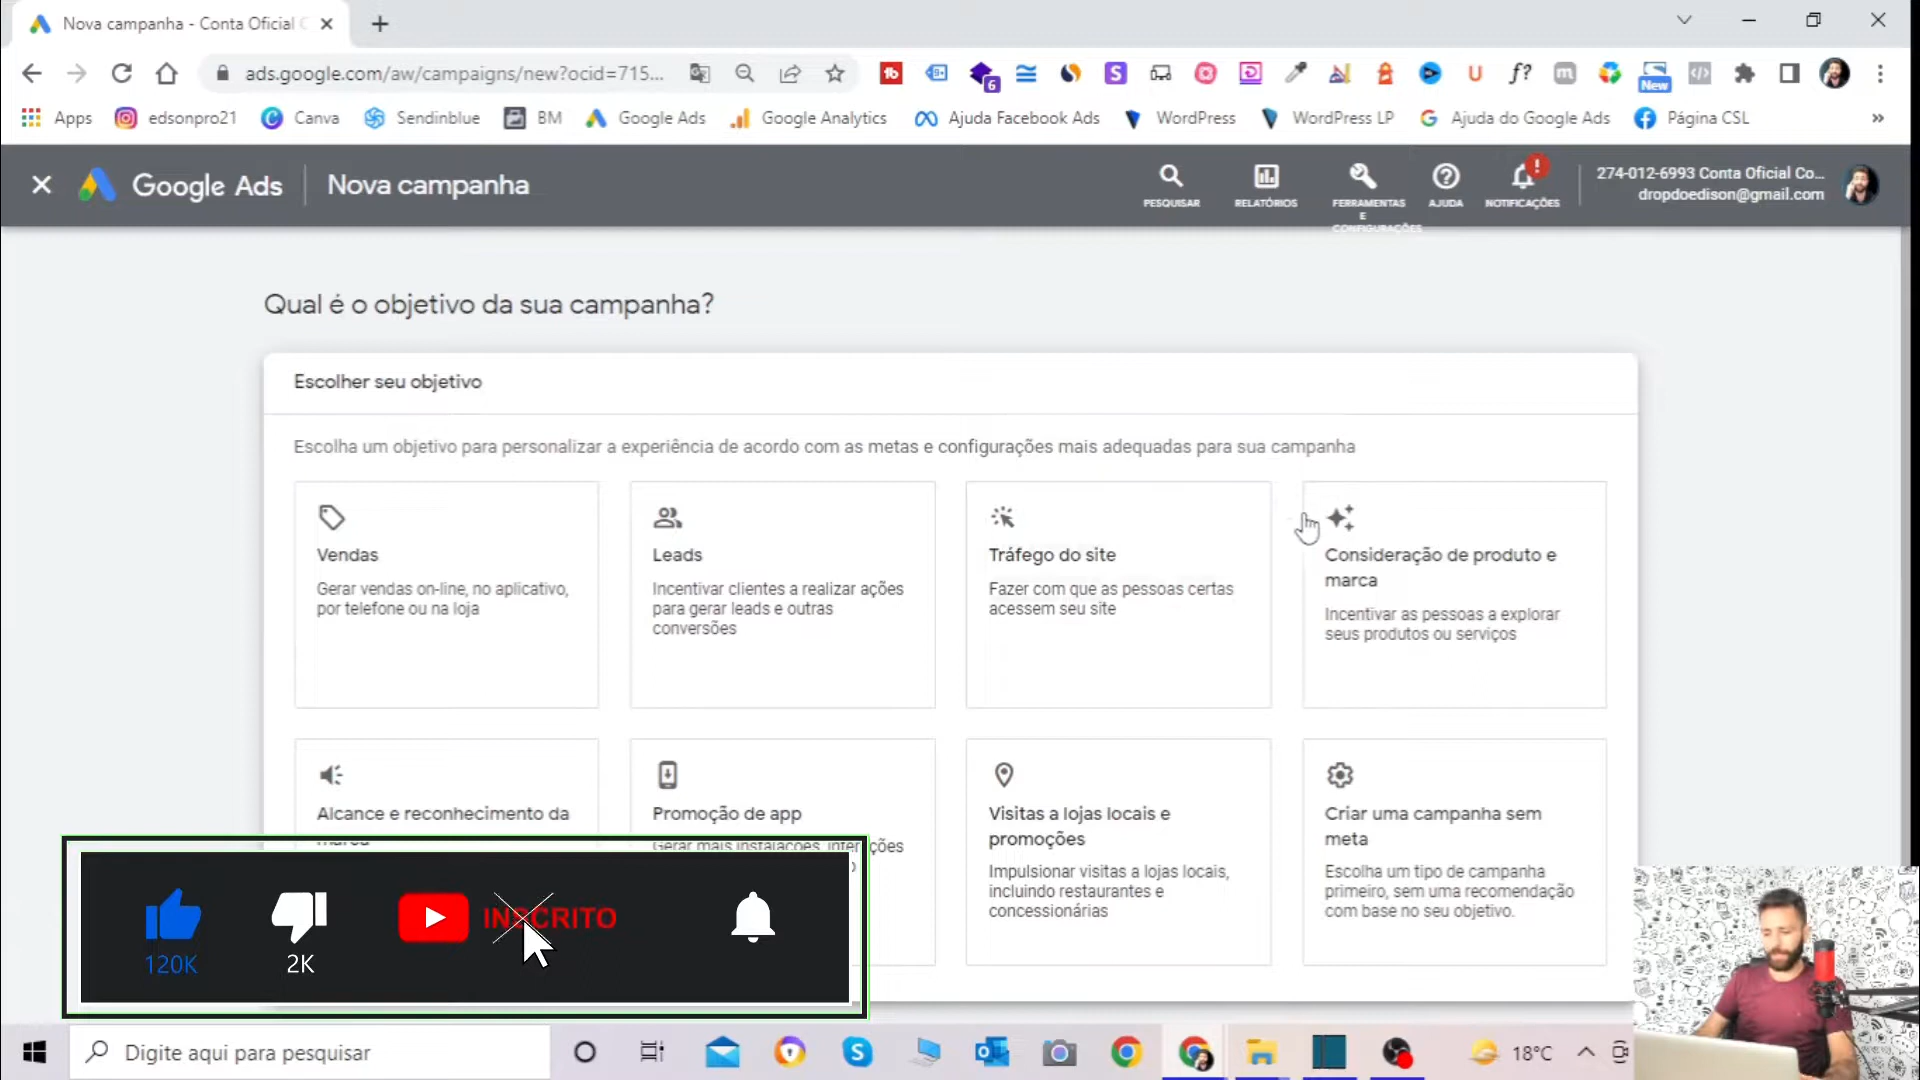 Nova campanha - Conta Oficial
ads.google.com/aw/campaigns/new?ocid=715...
6
New
Apps
edsonpro21
Canva
Sendinblue
BM
Google Ads
Google Analytics
Ajuda Facebook Ads
WordPress
WordPress LP
Ajuda do Google Ads
Página CSL
»
Google Ads
Nova campanha
PESQUISAR
RELATÓRIOS
FERRAMENTAS
E
CONFIGURAÇÕES
AJUDA
NOTIFICAÇÕES
274-012-6993 Conta Oficial Co...
dropdoedison@gmail.com
Qual é o objetivo da sua campanha?
Escolher seu objetivo
Escolha um objetivo para personalizar a experiência de acordo com as metas e configurações mais adequadas para sua campanha
Vendas
Gerar vendas on-line, no aplicativo,
por telefone ou na loja
Leads
Incentivar clientes a realizar ações
para gerar leads e outras
conversões
Tráfego do site
Fazer com que as pessoas certas
acessem seu site
Consideração de produto e
marca
Incentivar as pessoas a explorar
seus produtos ou serviços
Alcance e reconhecimento da
marca
Promoção de app
Gerar mais instalações, interações
Visitas a lojas locais e
promoções
Impulsionar visitas a lojas locais,
incluindo restaurantes e
concessionárias
Criar uma campanha sem
meta
Escolha um tipo de campanha
primeiro, sem uma recomendação
com base no seu objetivo.
120K
2K
INSCRITO
Digite aqui para pesquisar
18°C